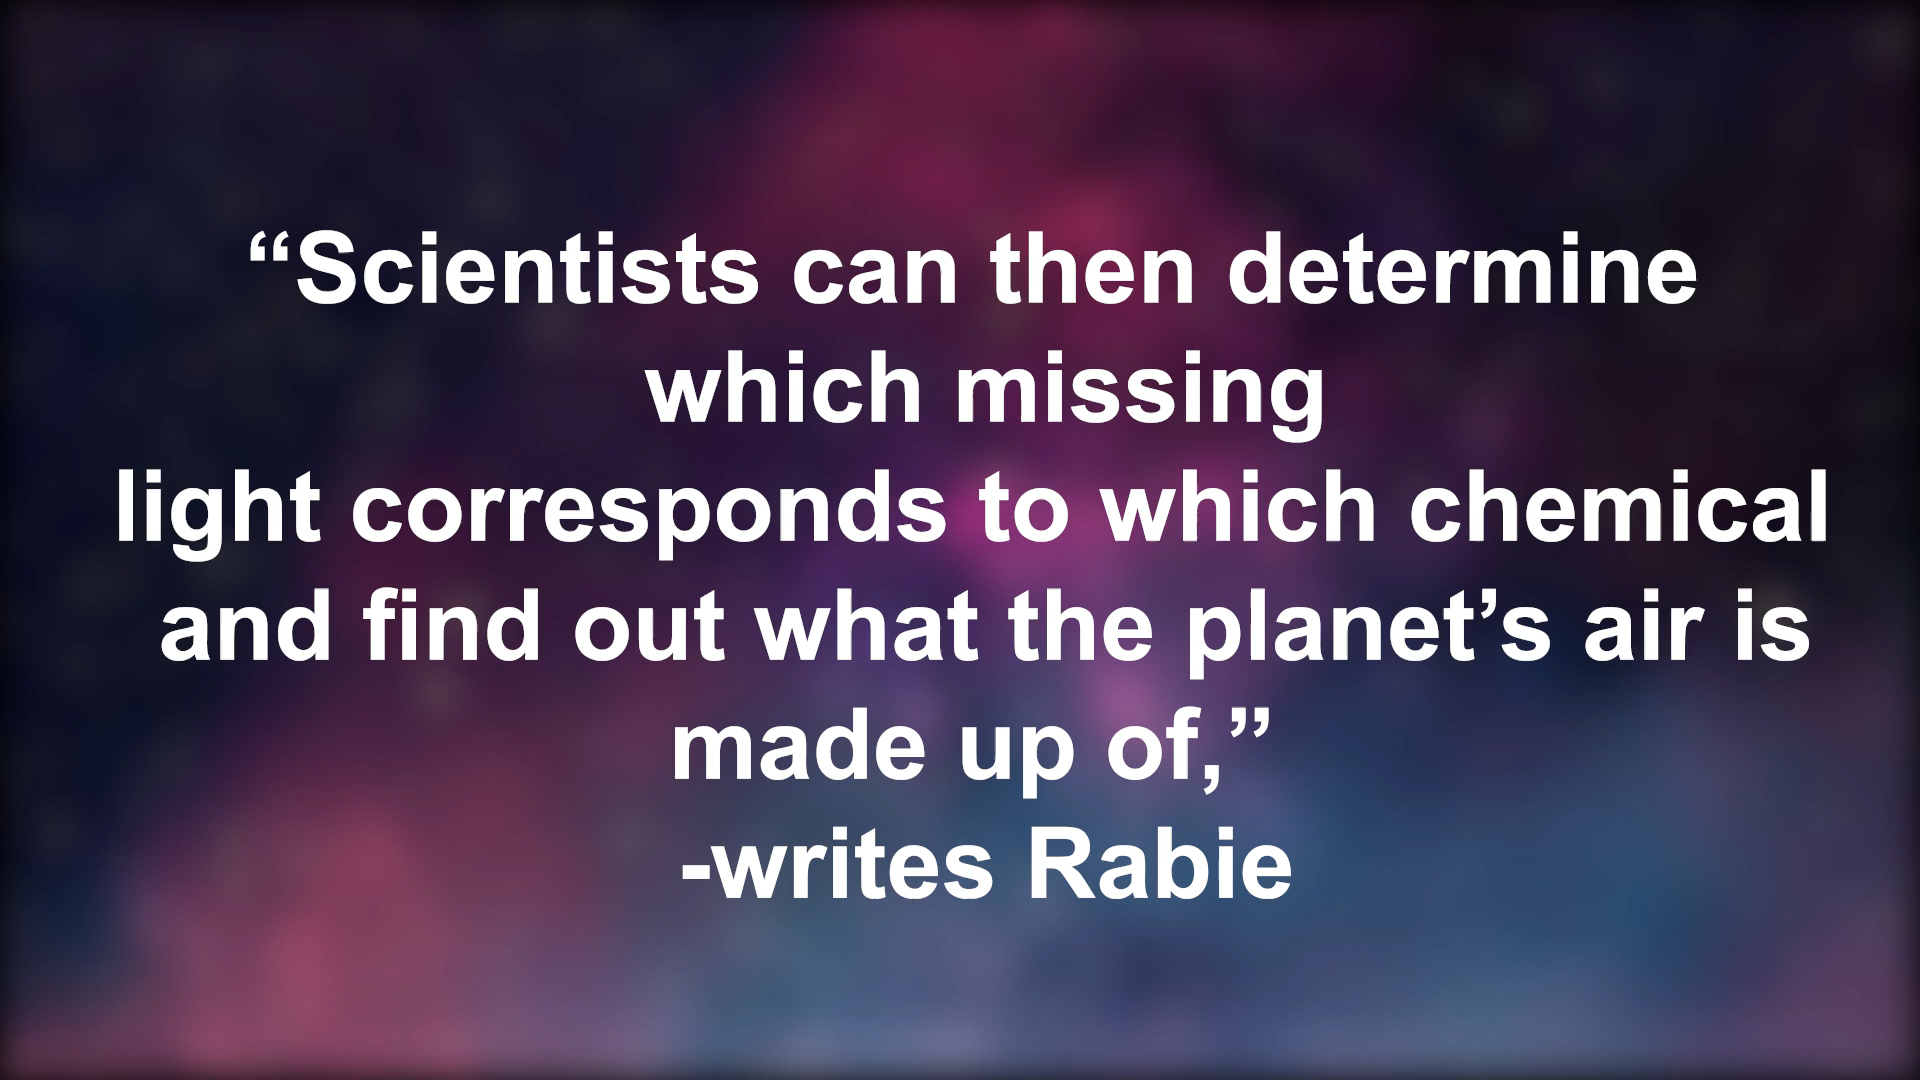 “Scientists can then determine
which missing
light corresponds to which chemical
and find out what the planet’s air is
made up of,”
-writes Rabie